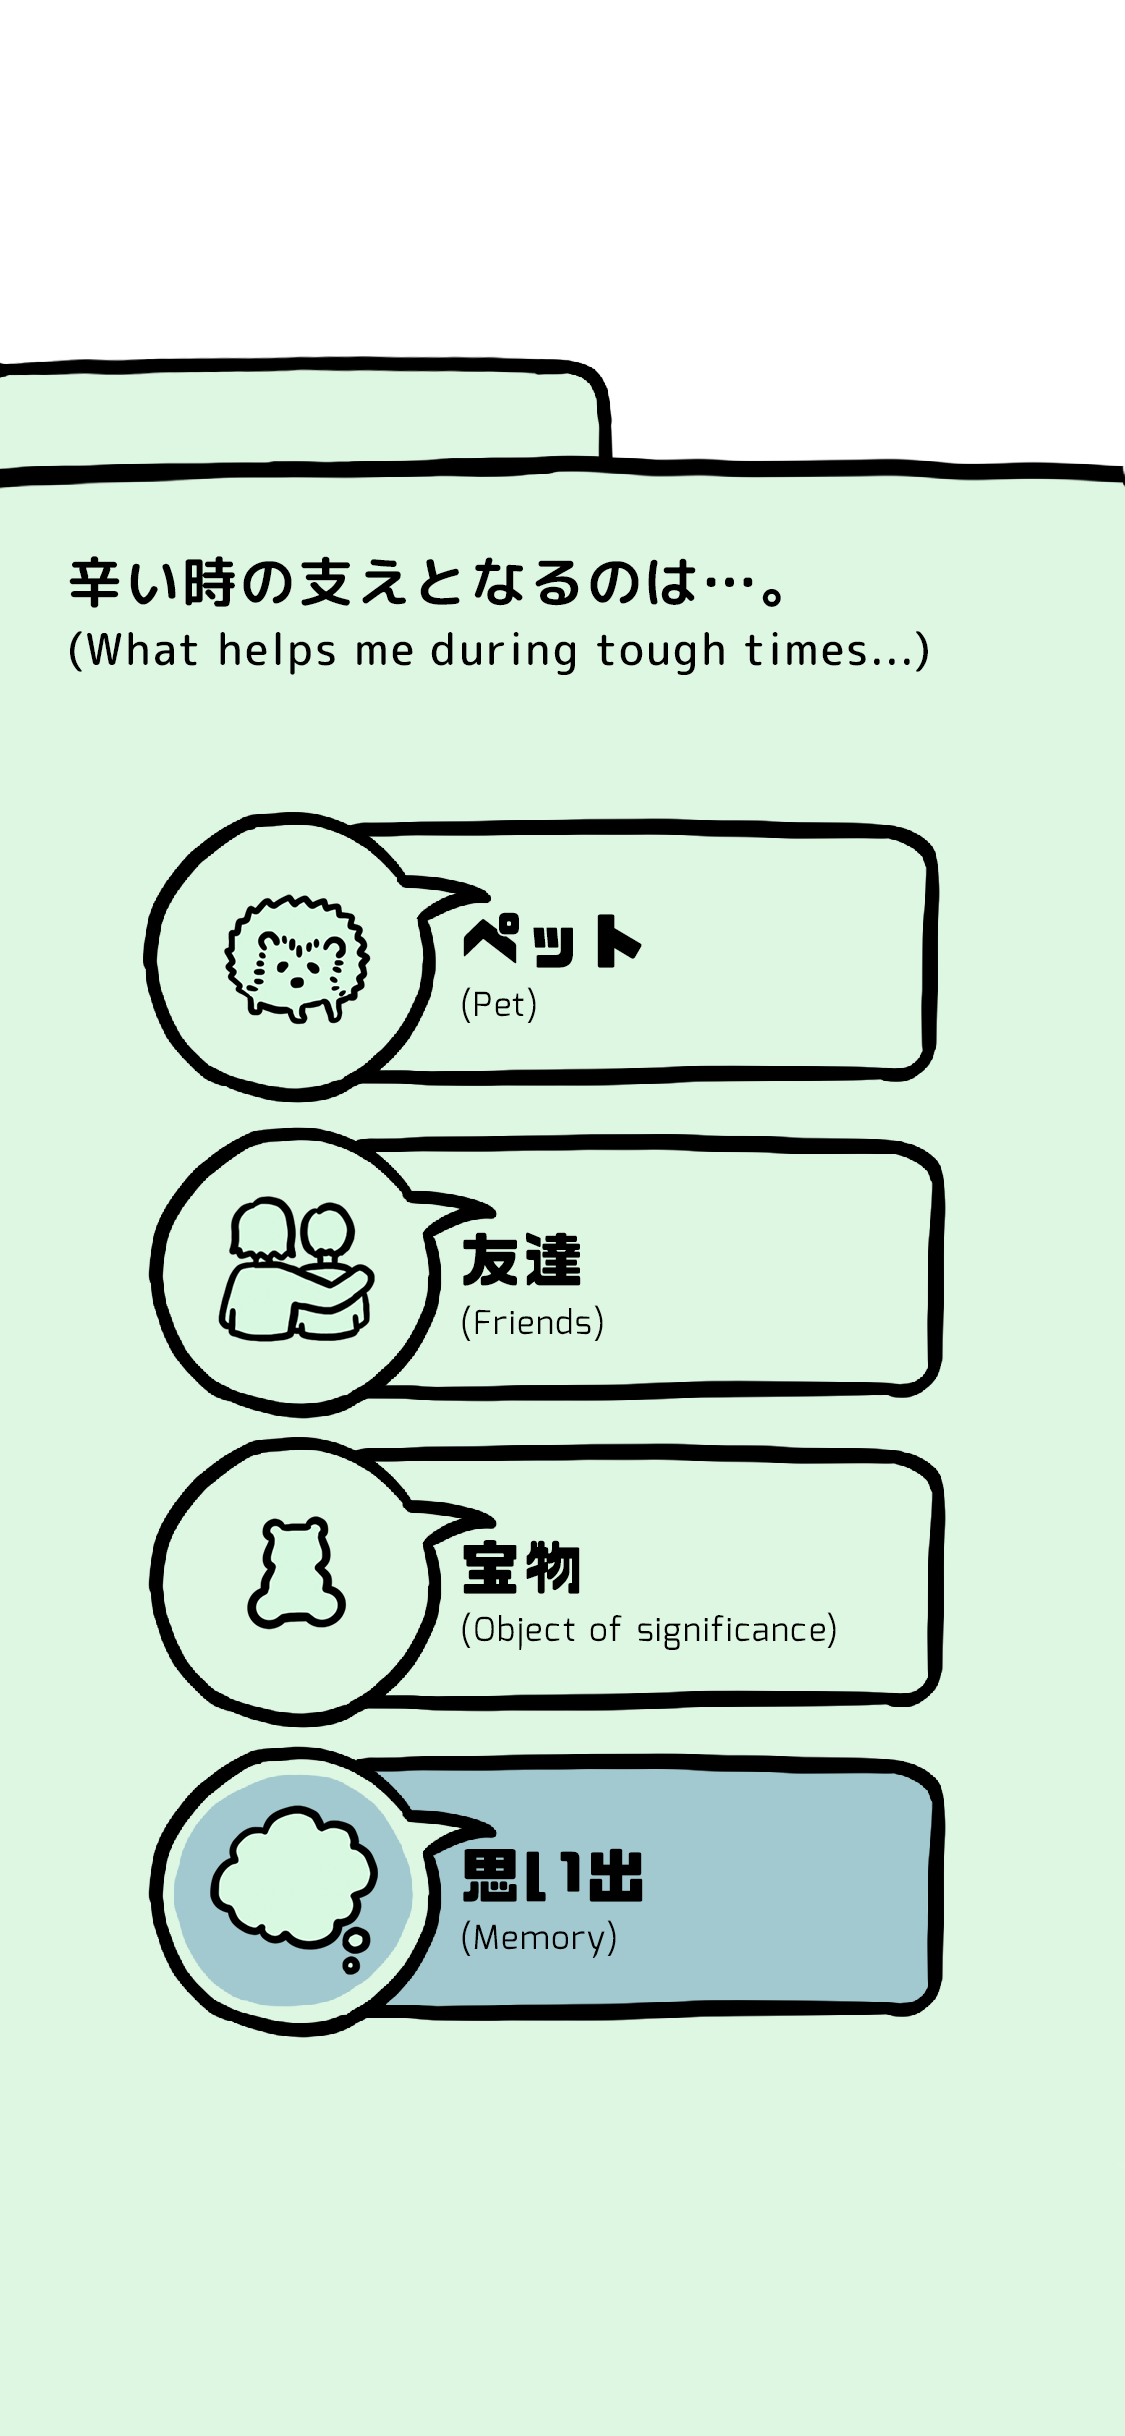 辛い時の支えとなるのは…。
(What helps me during tough times...)
ペット
(Pet)
友達
(Friends)
宝物
(Object of significance)
思い出
(Memory)